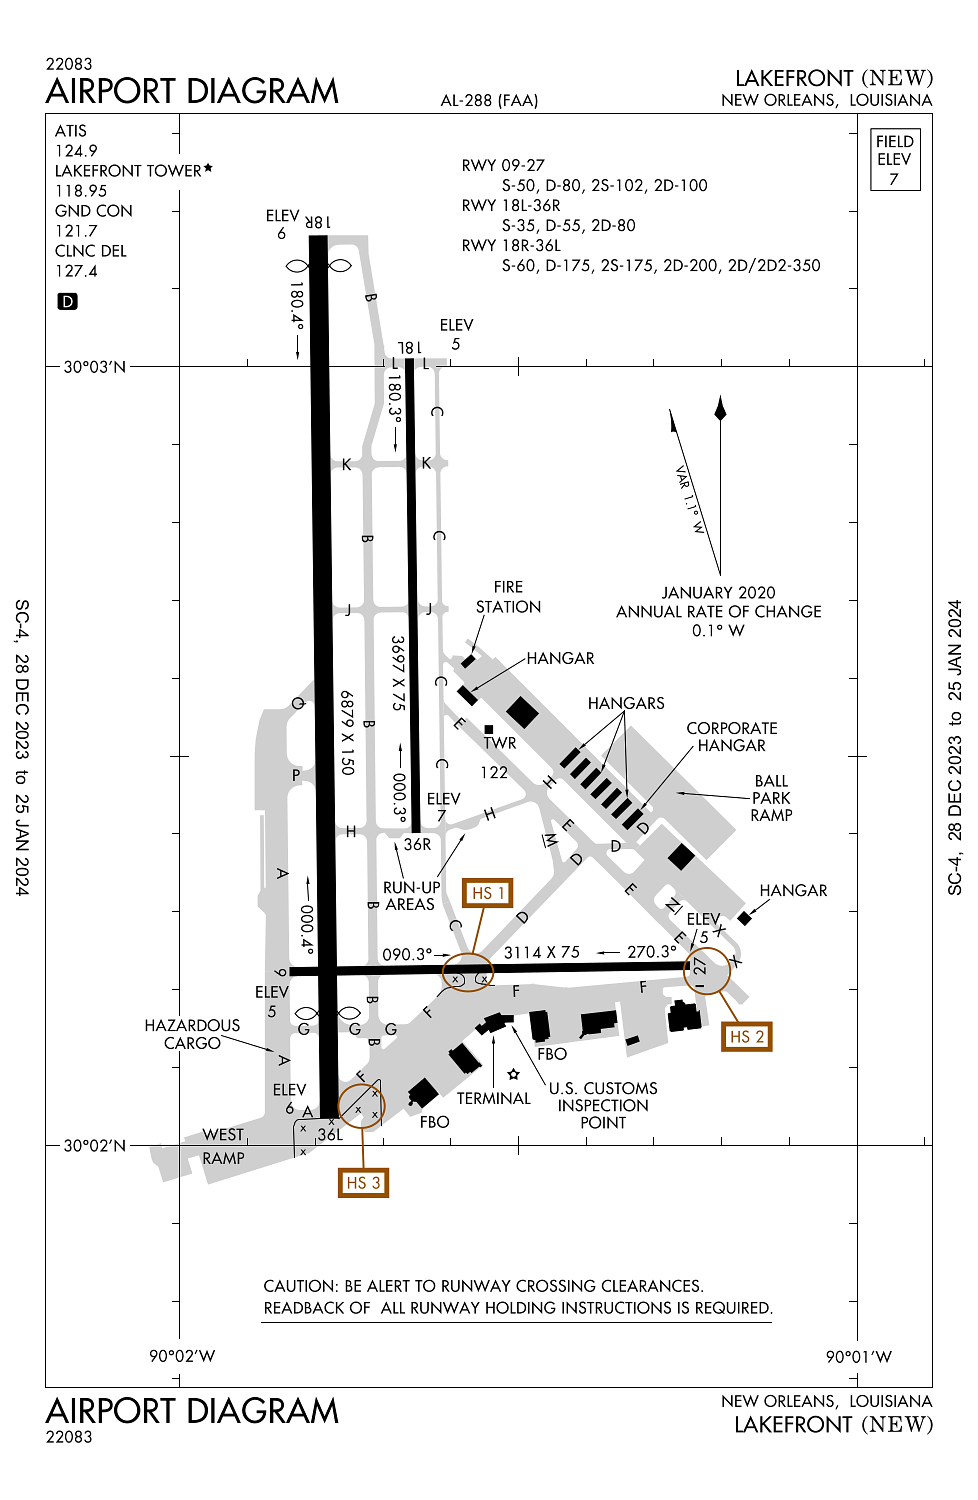 22083
AIRPORT DIAGRAM
AL-288 (FAA)
LAKEFRONT (NEW)
NEW ORLEANS, LOUISIANA
ATIS
124.9
LAKEFRONT TOWER★
118.95
GND CON
121.7
CLNC DEL
127.4
D
RWY 09-27
S-50, D-80, 2S-102, 2D-100
RWY 18L-36R
S-35, D-55, 2D-80
RWY 18R-36L
S-60, D-175, 2S-175, 2D-200, 2D/2D2-350
FIELD
ELEV
7
ELEV
6
18R
180.4°
B
ELEV
5
18L
L
L
30°03'N
180.3°
C
K
K
VAR 1.1° W
B
C
JANUARY 2020
ANNUAL RATE OF CHANGE
0.1° W
FIRE
STATION
J
J
HANGAR
3697 X 75
C
Q
6879 X 150
B
E
HANGARS
TWR
122
CORPORATE
HANGAR
P
000.3°
C
H
BALL
PARK
RAMP
ELEV
7
H
H
E
D
M
36R
D
D
RUN-UP
AREAS
A
HS 1
E
HANGAR
000.4°
B
C
D
N
ELEV
5
X
E
X
090.3°
3114 X 75
270.3°
9
27
x
x
ELEV
5
B
F
F
F
G
G
G
HAZARDOUS
CARGO
B
HS 2
A
FBO
F
TERMINAL
U.S. CUSTOMS
INSPECTION
POINT
ELEV
6
A
x
x
x
x
x
x
36L
FBO
WEST
RAMP
30°02'N
HS 3
CAUTION: BE ALERT TO RUNWAY CROSSING CLEARANCES.
READBACK OF ALL RUNWAY HOLDING INSTRUCTIONS IS REQUIRED.
90°02'W
90°01'W
SC-4, 28 DEC 2023 to 25 JAN 2024
SC-4, 28 DEC 2023 to 25 JAN 2024
AIRPORT DIAGRAM
22083
NEW ORLEANS, LOUISIANA
LAKEFRONT (NEW)